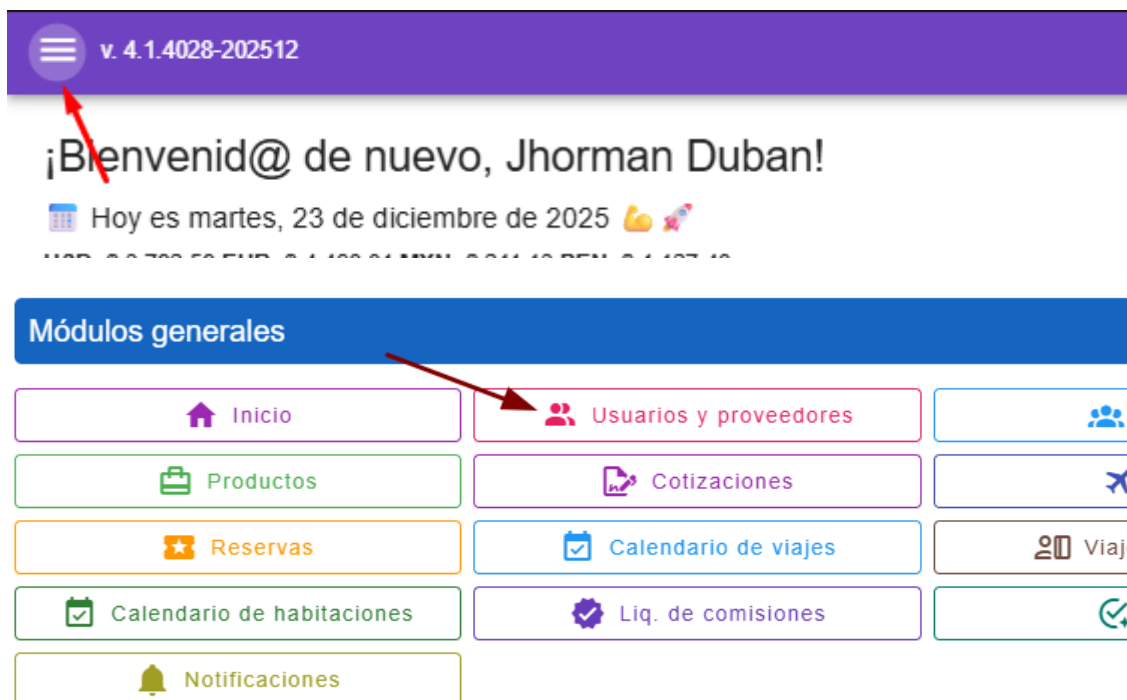 v. 4.1.4028-202512
¡Bienvenid@ de nuevo, Jhorman Duban!
Hoy es martes, 23 de diciembre de 2025
Módulos generales
Inicio
Usuarios y proveedores
Productos
Cotizaciones
Reservas
Calendario de viajes
Calendario de habitaciones
Liq. de comisiones
Notificaciones